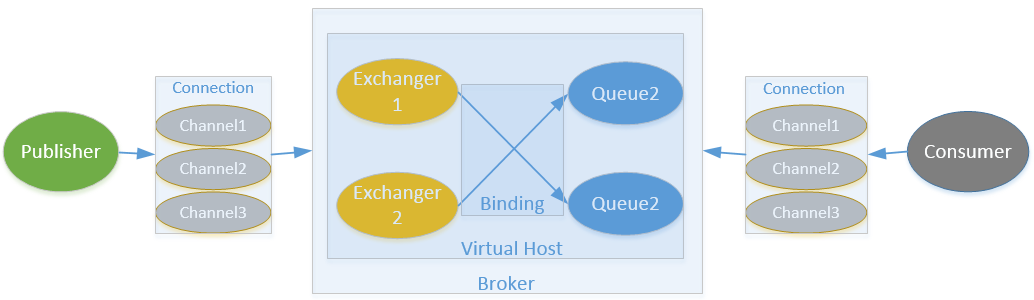 Publisher
Connection
Channel1
Channel2
Channel3
Exchanger
1
Exchanger
2
Binding
Queue2
Queue2
Virtual Host
Broker
Connection
Channel1
Channel2
Channel3
Consumer